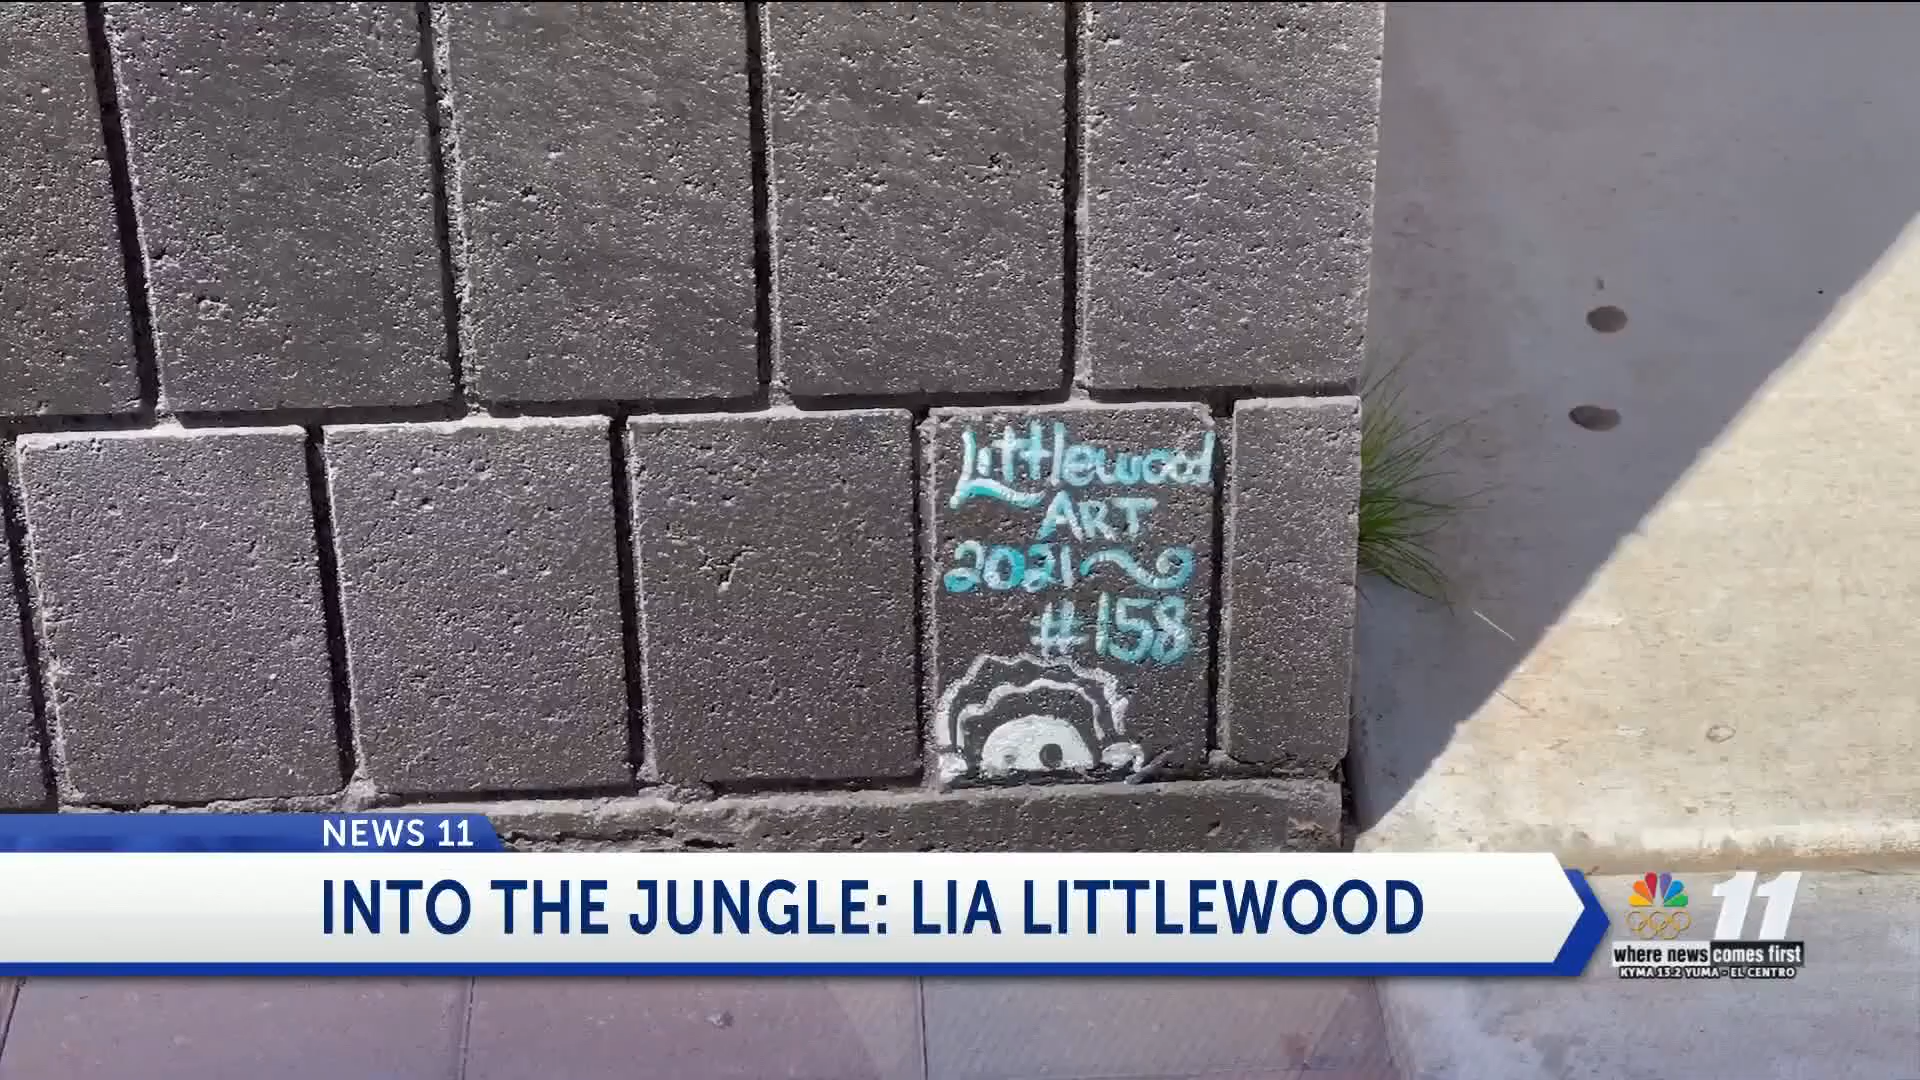 Littlewood
ART
2021
#158
NEWS 11
INTO THE JUNGLE: LIA LITTLEWOOD
11
where news comes first
KYMA 13.2 YUMA - EL CENTRO